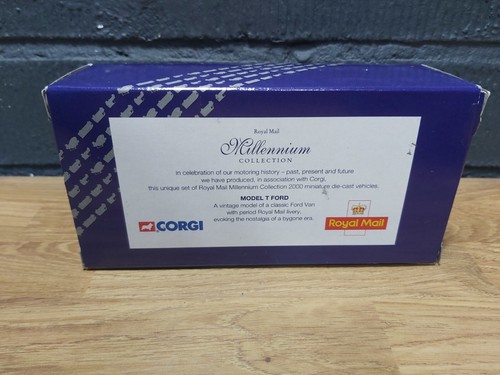 Royal Mail
Millennium
COLLECTION
in celebration of our motoring history – past, present and future
we have produced, in association with Corgi,
this unique set of Royal Mail Millennium Collection 2000 miniature die-cast vehicles.
MODEL T FORD
A vintage model of a classic Ford Van
with period Royal Mail livery,
evoking the nostalgia of a bygone era.
CORGI
Royal Mail